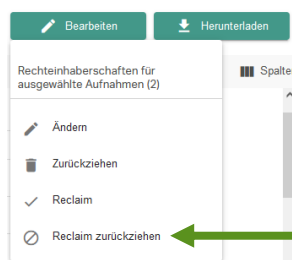 Bearbeiten
Herunterladen
Rechteinhaberschaften für
ausgewählte Aufnahmen (2)
Spalte
Ändern
Zurückziehen
Reclaim
Reclaim zurückziehen